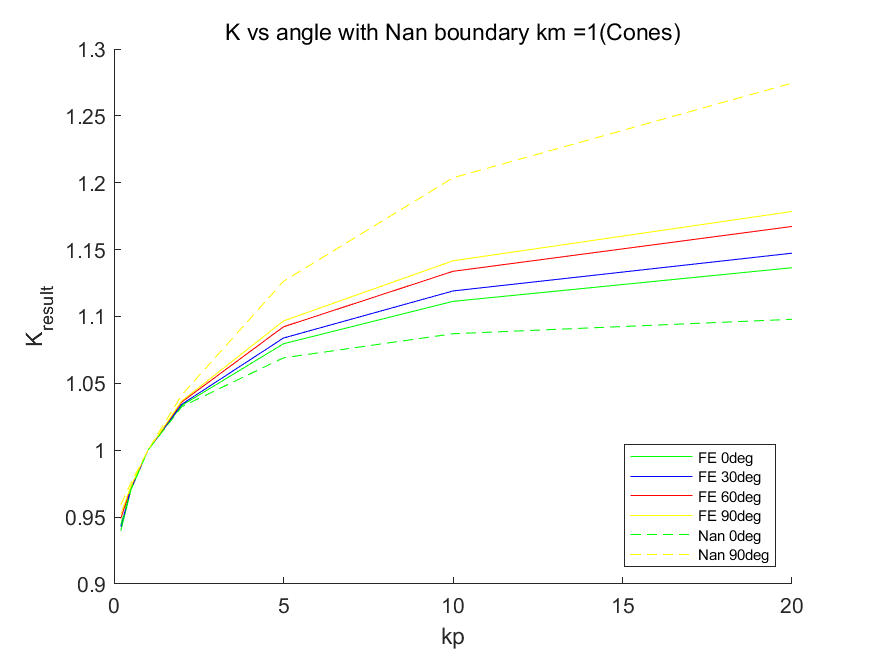 K vs angle with Nan boundary km =1(Cones)
1.3
1.25
1.2
1.15
1.1
1.05
1
0.95
0.9
K_result
FE 0deg
FE 30deg
FE 60deg
FE 90deg
Nan 0deg
Nan 90deg
0 5 10 15 20
kp